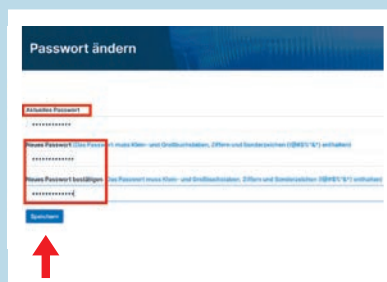 Passwort ändern
Aktuelles Passwort
••••••••••••
Neues Passwort (Das Passwort muss Klein- und Großbuchstaben, Ziffern und Sonderzeichen enthalten)
••••••••••••
Neues Passwort bestätigen (Das Passwort muss Klein- und Großbuchstaben, Ziffern und Sonderzeichen enthalten)
••••••••••••
Speichern